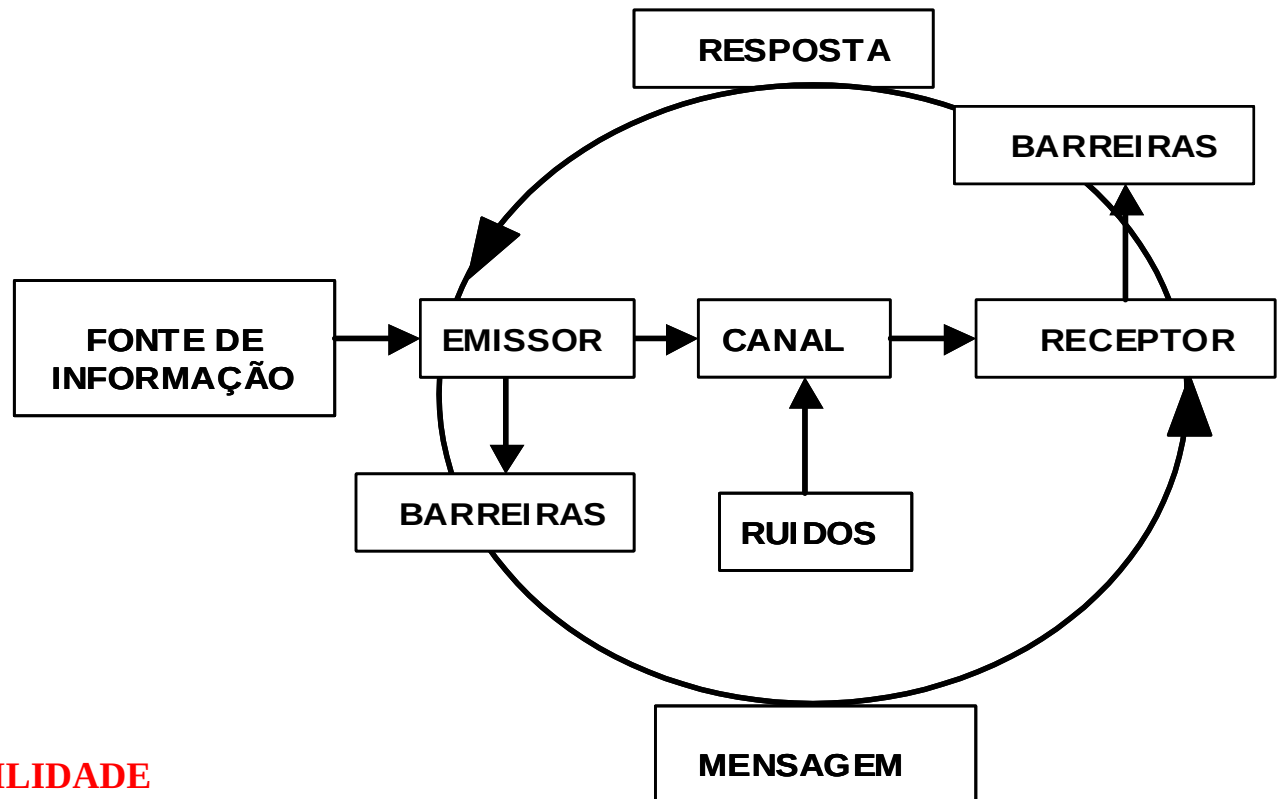 RESPOSTA
BARREIRAS
FONTE DE
INFORMAÇÃO
EMISSOR
CANAL
RECEPTOR
BARREIRAS
RUIDOS
MENSAGEM
ILIDADE